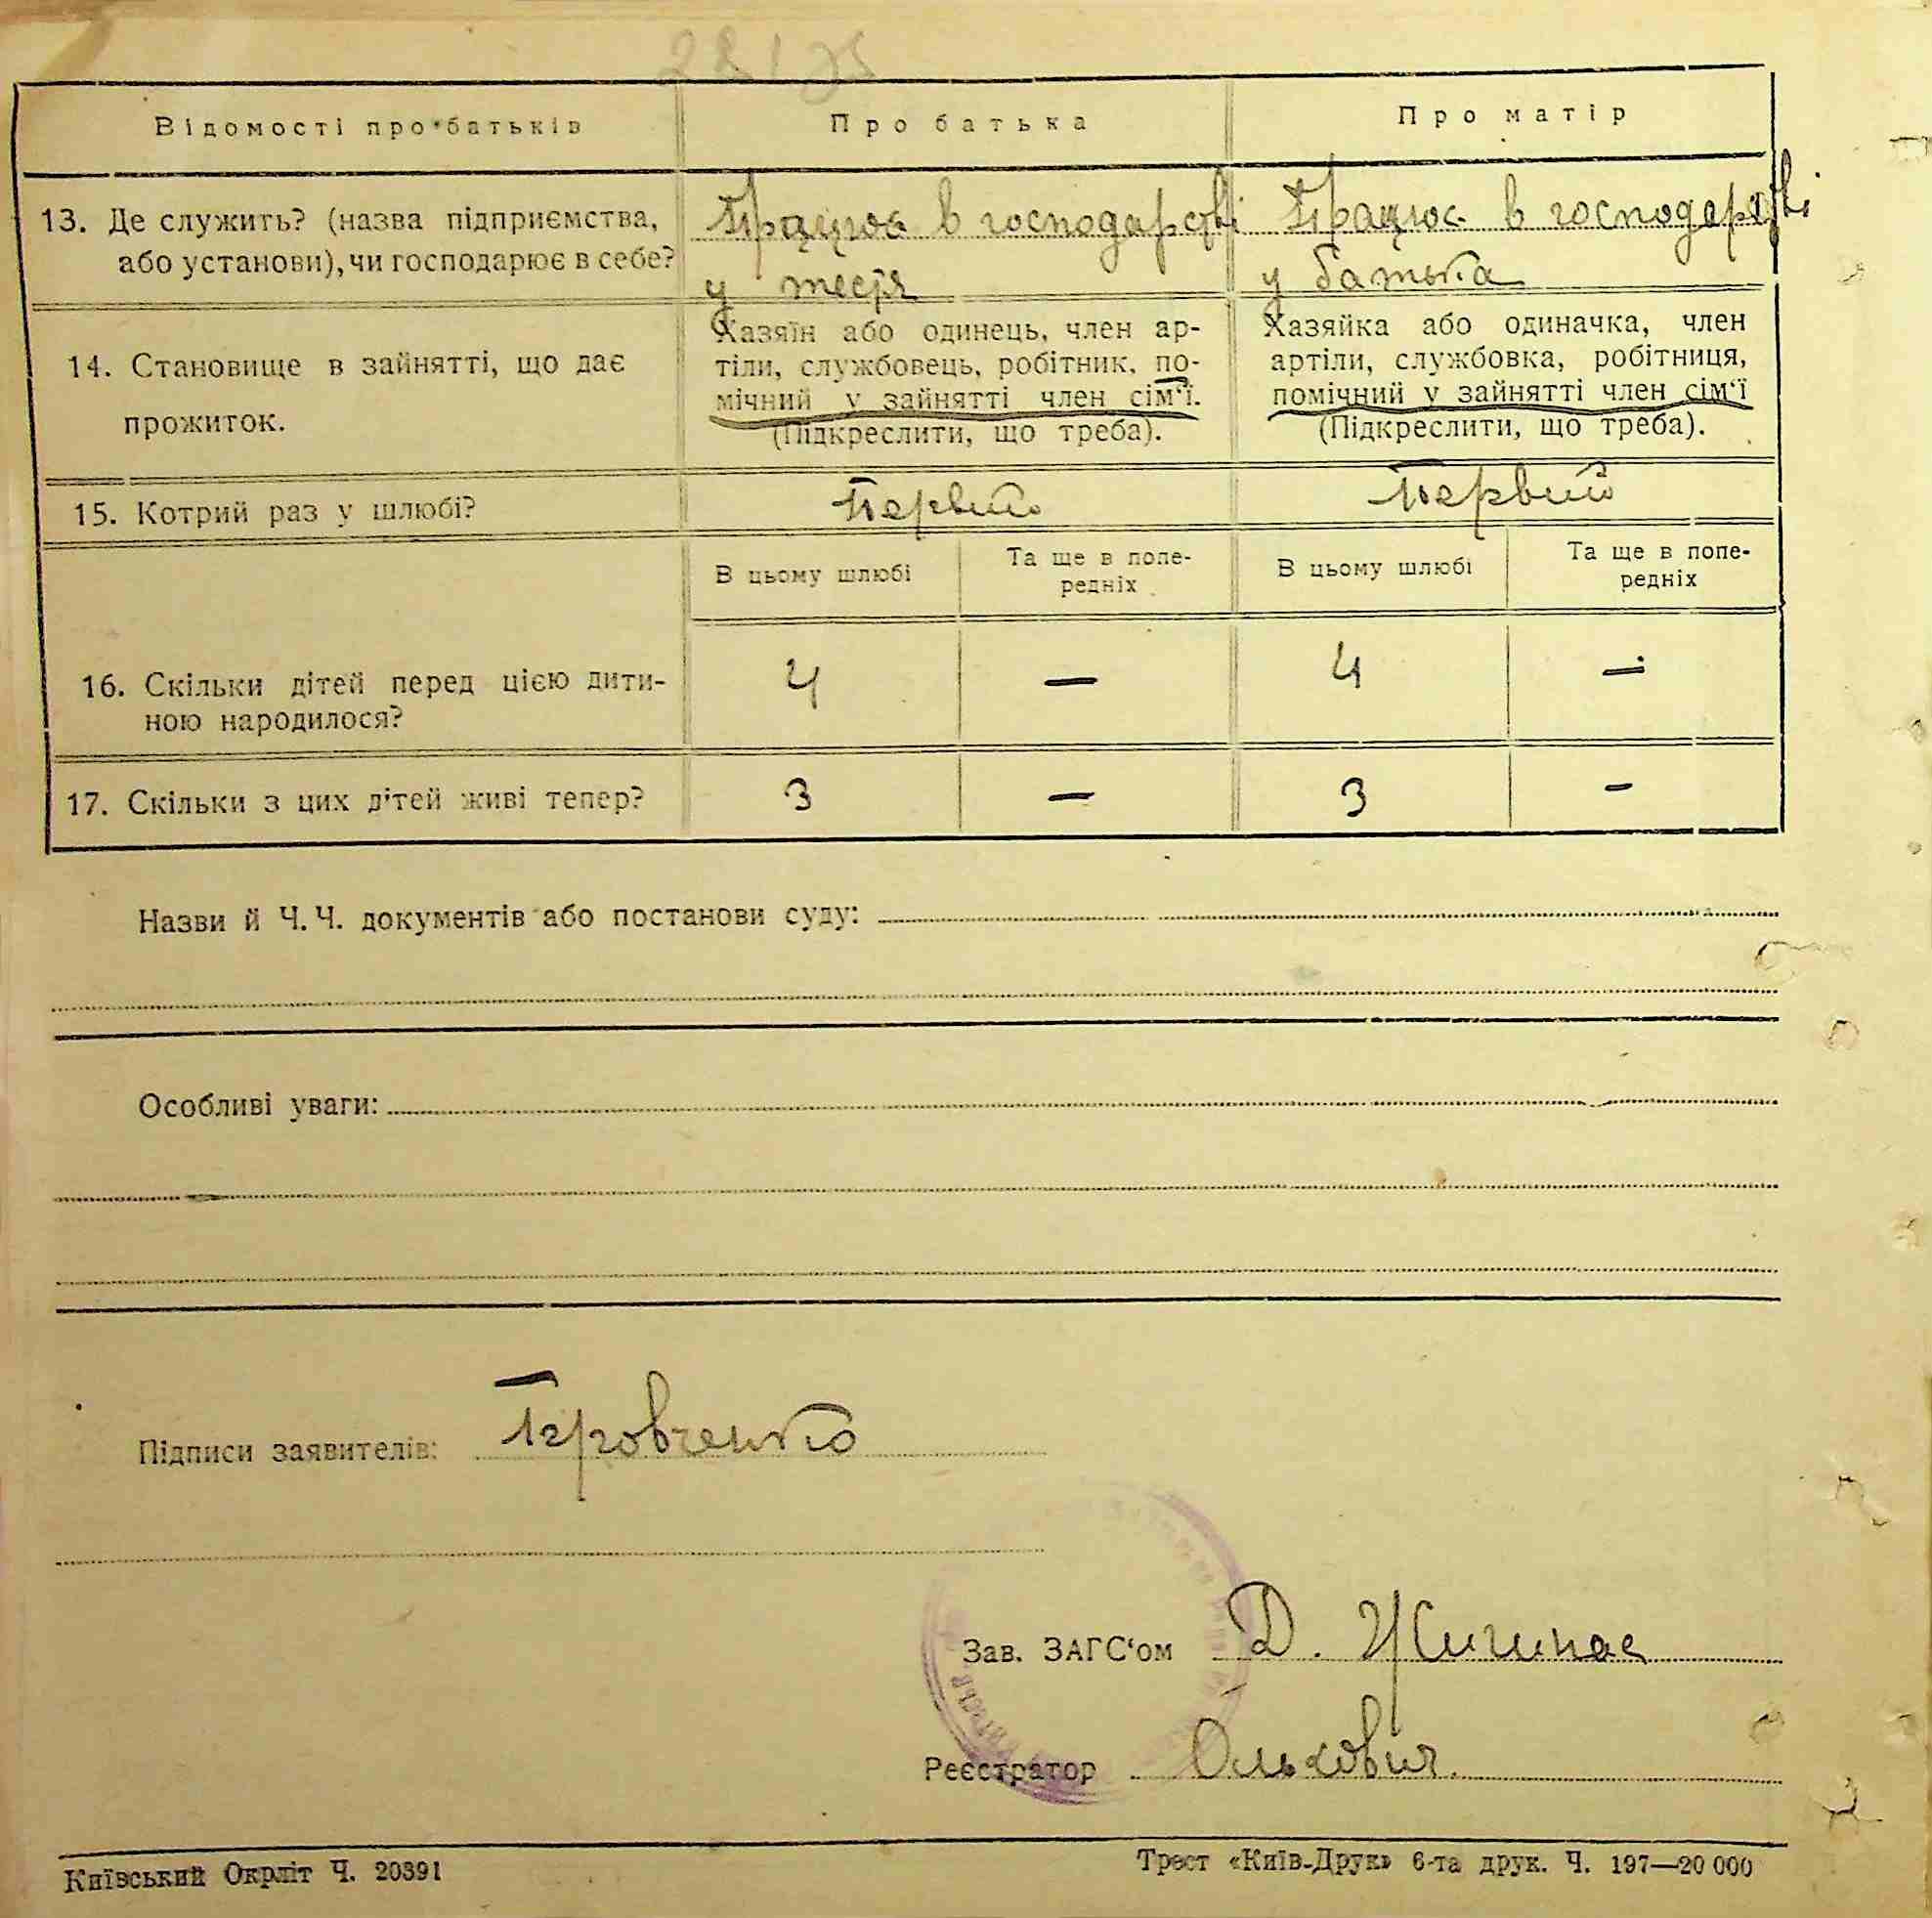 Відомості про батьків
Про батька
Про матір
13. Де служить? (назва підприємства,
або установи), чи господарює в себе?
Працює в господарстві
у тестя
Працює в господарстві
у батька
14. Становище в зайнятті, що дає
прожиток.
Хазяїн або одинець, член ар-
тіли, службовець, робітник, по-
мічний у зайнятті член сім‘ї.
(Підкреслити, що треба).
Хазяйка або одиначка, член
артіли, службовка, робітниця,
помічний у зайнятті член сім‘ї
(Підкреслити, що треба).
15. Котрий раз у шлюбі?
Первий
Первий
В цьому шлюбі
Та ще в попе-
редніх
В цьому шлюбі
Та ще в попе-
редніх
16. Скільки дітей перед цією дити-
ною народилося?
4
—
4
—
17. Скільки з цих дітей живі тепер?
3
—
3
—
Назви й Ч. Ч. документів або постанови суду:
Особливі уваги:
Підписи заявителів:
Зав. ЗАГС‘ом Д.
Реєстратор Ольхович
Київський Окрліт Ч. 20391
Трест «Київ-Друк» 6-та друк. Ч. 197—20 000